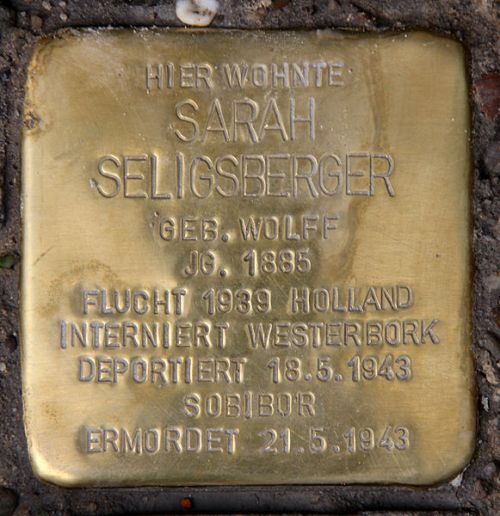 HIER WOHNTE
SARAH
SELIGSBERGER
GEB. WOLFF
JG. 1885
FLUCHT 1939 HOLLAND
INTERNIERT WESTERBORK
DEPORTIERT 18.5.1943
SOBIBOR
ERMORDET 21.5.1943